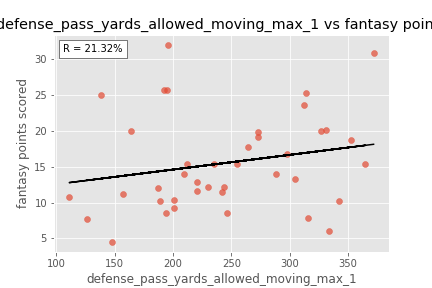 defense_pass_yards_allowed_moving_max_1 vs fantasy poin
R = 21.32%
fantasy points scored
30
25
20
15
10
5
100 150 200 250 300 350
defense_pass_yards_allowed_moving_max_1